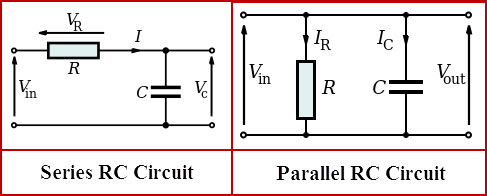 V_R
I
R
V_in
C
V_c
I_R
I_C
V_in
R
C
V_out
Series RC Circuit
Parallel RC Circuit